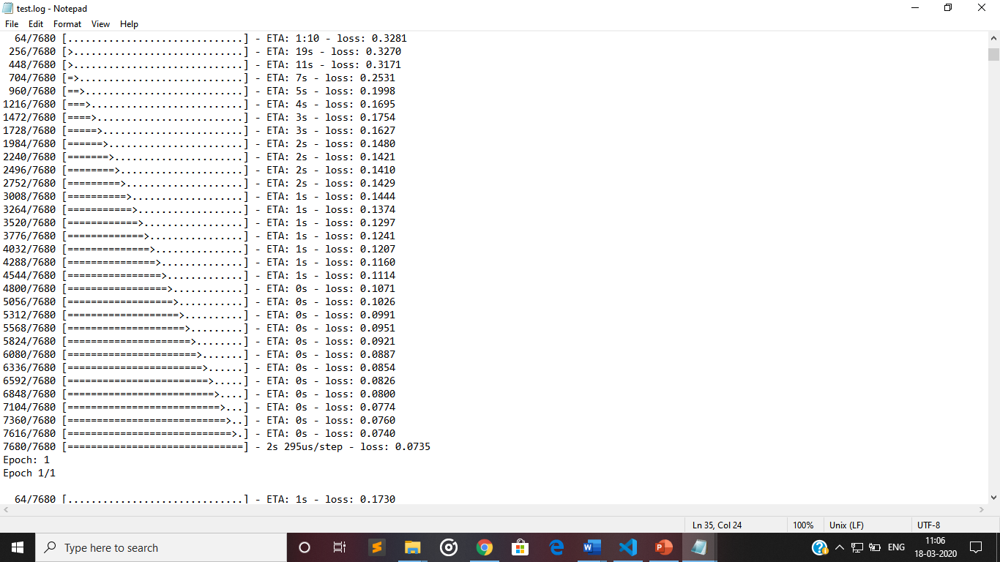 test.log - Notepad
File Edit Format View Help
64/7680 [..............................] - ETA: 1:10 - loss: 0.3281
256/7680 [>.............................] - ETA: 19s - loss: 0.3270
448/7680 [>.............................] - ETA: 11s - loss: 0.3171
704/7680 [=>............................] - ETA: 7s - loss: 0.2531
960/7680 [==>...........................] - ETA: 5s - loss: 0.1998
1216/7680 [===>..........................] - ETA: 4s - loss: 0.1695
1472/7680 [====>.........................] - ETA: 3s - loss: 0.1754
1728/7680 [=====>........................] - ETA: 3s - loss: 0.1627
1984/7680 [======>.......................] - ETA: 2s - loss: 0.1480
2240/7680 [=======>......................] - ETA: 2s - loss: 0.1421
2496/7680 [========>.....................] - ETA: 2s - loss: 0.1410
2752/7680 [=========>....................] - ETA: 2s - loss: 0.1429
3008/7680 [==========>...................] - ETA: 1s - loss: 0.1444
3264/7680 [===========>..................] - ETA: 1s - loss: 0.1374
3520/7680 [============>.................] - ETA: 1s - loss: 0.1297
3776/7680 [=============>................] - ETA: 1s - loss: 0.1241
4032/7680 [==============>...............] - ETA: 1s - loss: 0.1207
4288/7680 [===============>..............] - ETA: 1s - loss: 0.1160
4544/7680 [================>.............] - ETA: 1s - loss: 0.1114
4800/7680 [=================>............] - ETA: 0s - loss: 0.1071
5056/7680 [==================>...........] - ETA: 0s - loss: 0.1026
5312/7680 [===================>..........] - ETA: 0s - loss: 0.0991
5568/7680 [====================>.........] - ETA: 0s - loss: 0.0951
5824/7680 [=====================>........] - ETA: 0s - loss: 0.0921
6080/7680 [======================>.......] - ETA: 0s - loss: 0.0887
6336/7680 [=======================>......] - ETA: 0s - loss: 0.0854
6592/7680 [========================>.....] - ETA: 0s - loss: 0.0826
6848/7680 [=========================>....] - ETA: 0s - loss: 0.0800
7104/7680 [==========================>...] - ETA: 0s - loss: 0.0774
7360/7680 [===========================>..] - ETA: 0s - loss: 0.0760
7616/7680 [============================>.] - ETA: 0s - loss: 0.0740
7680/7680 [==============================] - 2s 295us/step - loss: 0.0735
Epoch: 1
Epoch 1/1
64/7680 [..............................] - ETA: 1s - loss: 0.1730
Ln 35, Col 24 100% Unix (LF) UTF-8
Type here to search
ENG
11:06
18-03-2020